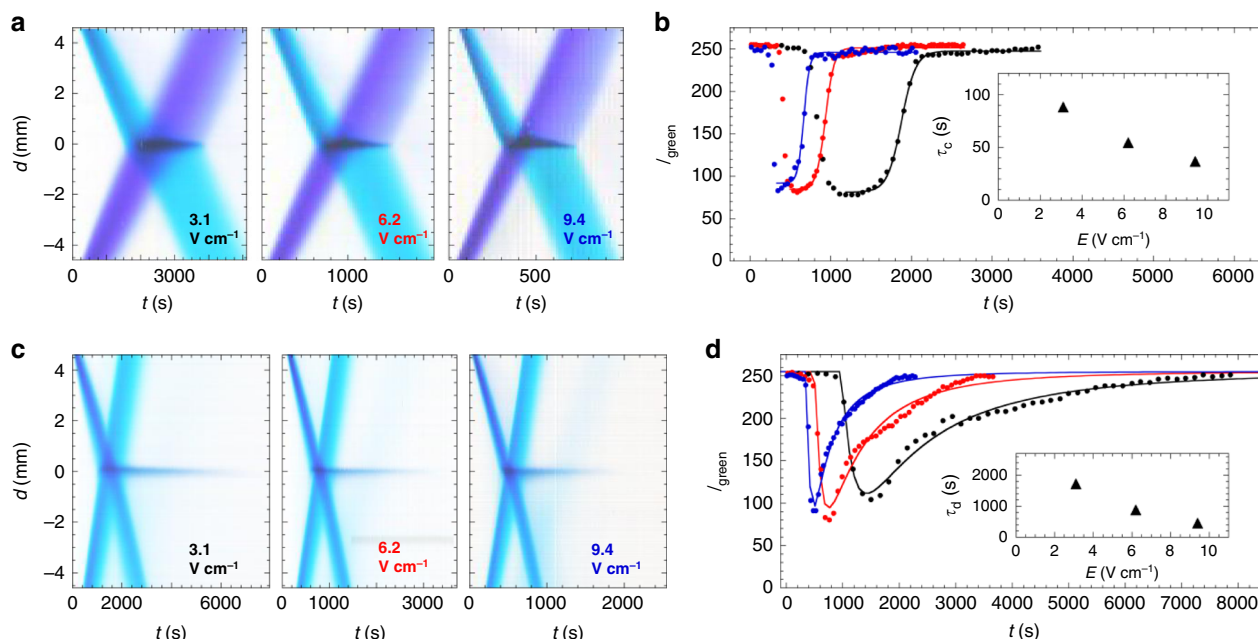 a
4
2
0
−2
−4
d (mm)
3.1
V cm⁻¹
6.2
V cm⁻¹
9.4
V cm⁻¹
0
3000
0
1000
0
500
t (s)
t (s)
t (s)
b
250
200
150
100
50
0
I_green
0
1000
2000
3000
4000
5000
6000
t (s)
100
50
0
τ_c (s)
0
2
4
6
8
10
E (V cm⁻¹)
c
4
2
0
−2
−4
d (mm)
3.1
V cm⁻¹
6.2
V cm⁻¹
9.4
V cm⁻¹
0
2000
6000
0
1000
3000
0
1000
2000
t (s)
t (s)
t (s)
d
250
200
150
100
50
0
I_green
0
1000
2000
3000
4000
5000
6000
7000
8000
t (s)
2000
1000
0
τ_d (s)
0
2
4
6
8
10
E (V cm⁻¹)